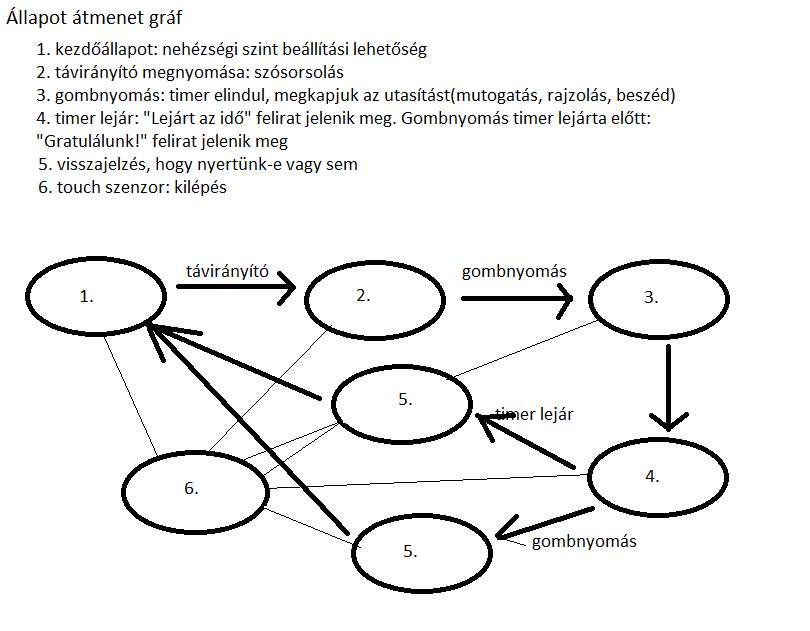 Állapot átmenet gráf
1. kezdőállapot: nehézségi szint beállítási lehetőség
2. távirányító megnyomása: szósorsolás
3. gombnyomás: timer elindul, megkapjuk az utasítást(mutogatás, rajzolás, beszéd)
4. timer lejár: "Lejárt az idő" felirat jelenik meg. Gombnyomás timer lejárta előtt:
"Gratulálunk!" felirat jelenik meg
5. visszajelzés, hogy nyertünk-e vagy sem
6. touch szenzor: kilépés
távirányító
gombnyomás
1.
2.
3.
5.
timer lejár
4.
6.
gombnyomás
5.